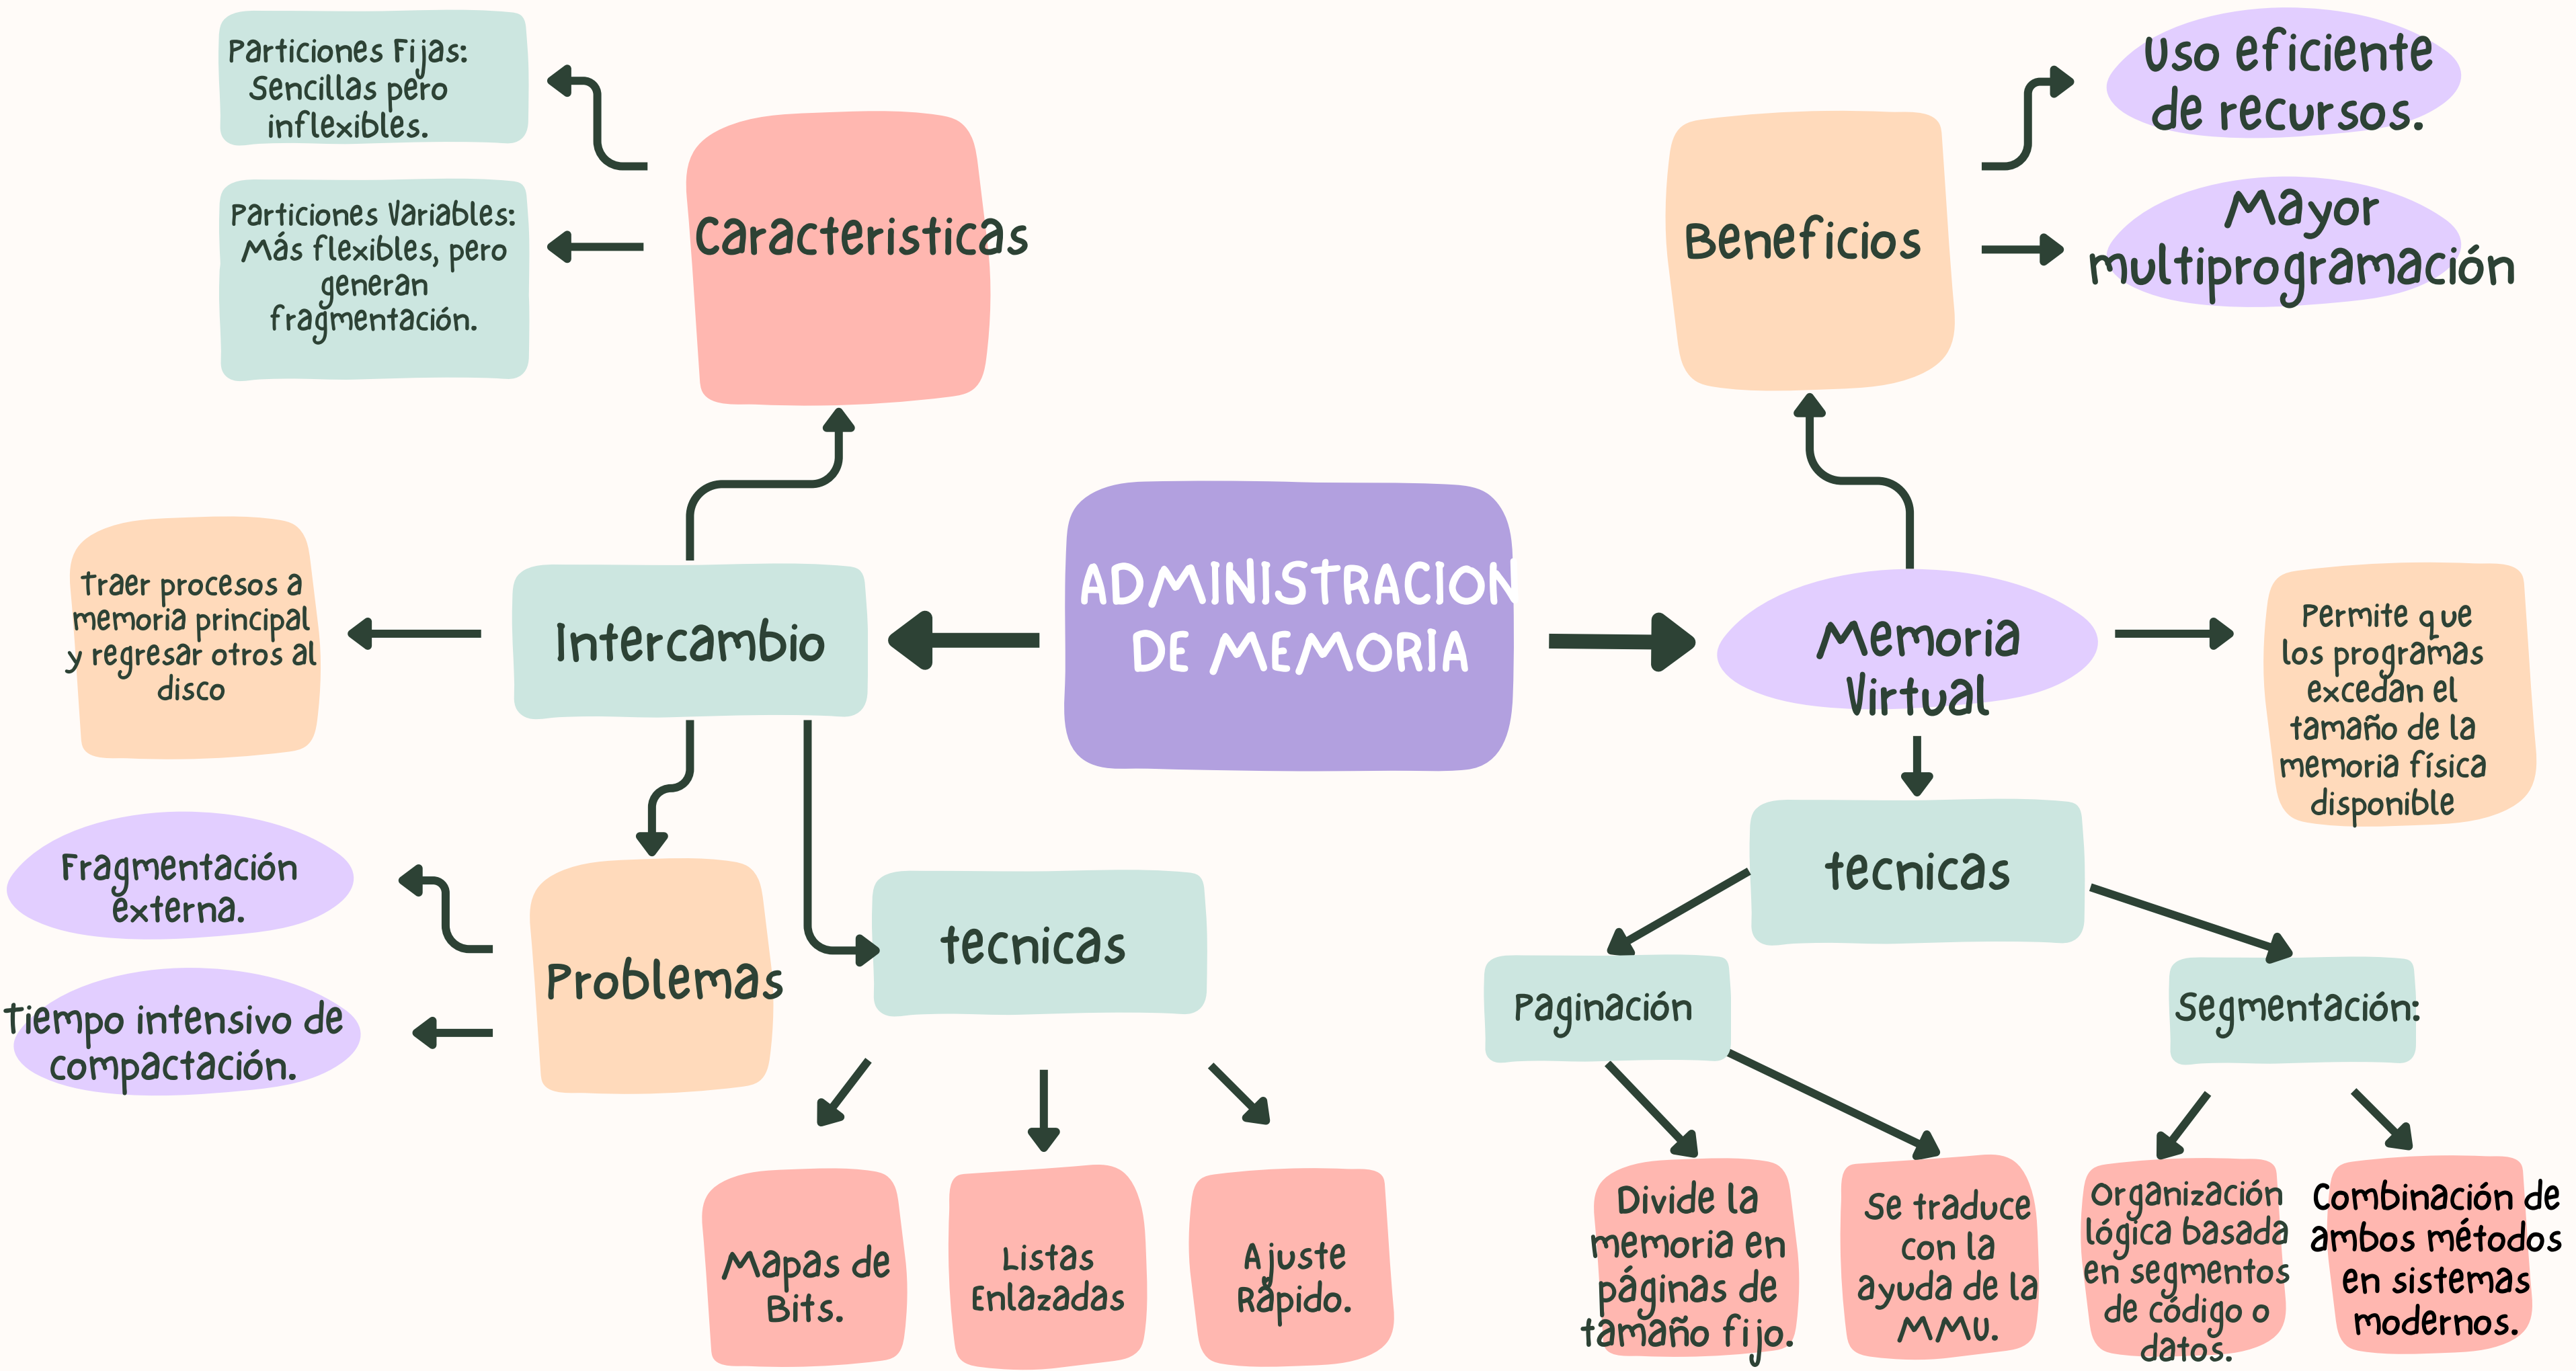 Particiones Fijas:
Sencillas pero
inflexibles.
Particiones Variables:
Más flexibles, pero
generan
fragmentación.
Caracteristicas
Beneficios
Uso eficiente
de recursos.
Mayor
multiprogramación
Traer procesos a
memoria principal
y regresar otros al
disco
Intercambio
ADMINISTRACION
DE MEMORIA
Memoria
Virtual
Permite que
los programas
excedan el
tamaño de la
memoria física
disponible
Fragmentación
externa.
Tiempo intensivo de
compactación.
Problemas
tecnicas
tecnicas
Paginación
Segmentación:
Mapas de
Bits.
Listas
Enlazadas
Ajuste
Rápido.
Divide la
memoria en
páginas de
tamaño fijo.
Se traduce
con la
ayuda de la
MMU.
Organización
lógica basada
en segmentos
de código o
datos.
Combinación de
ambos métodos
en sistemas
modernos.